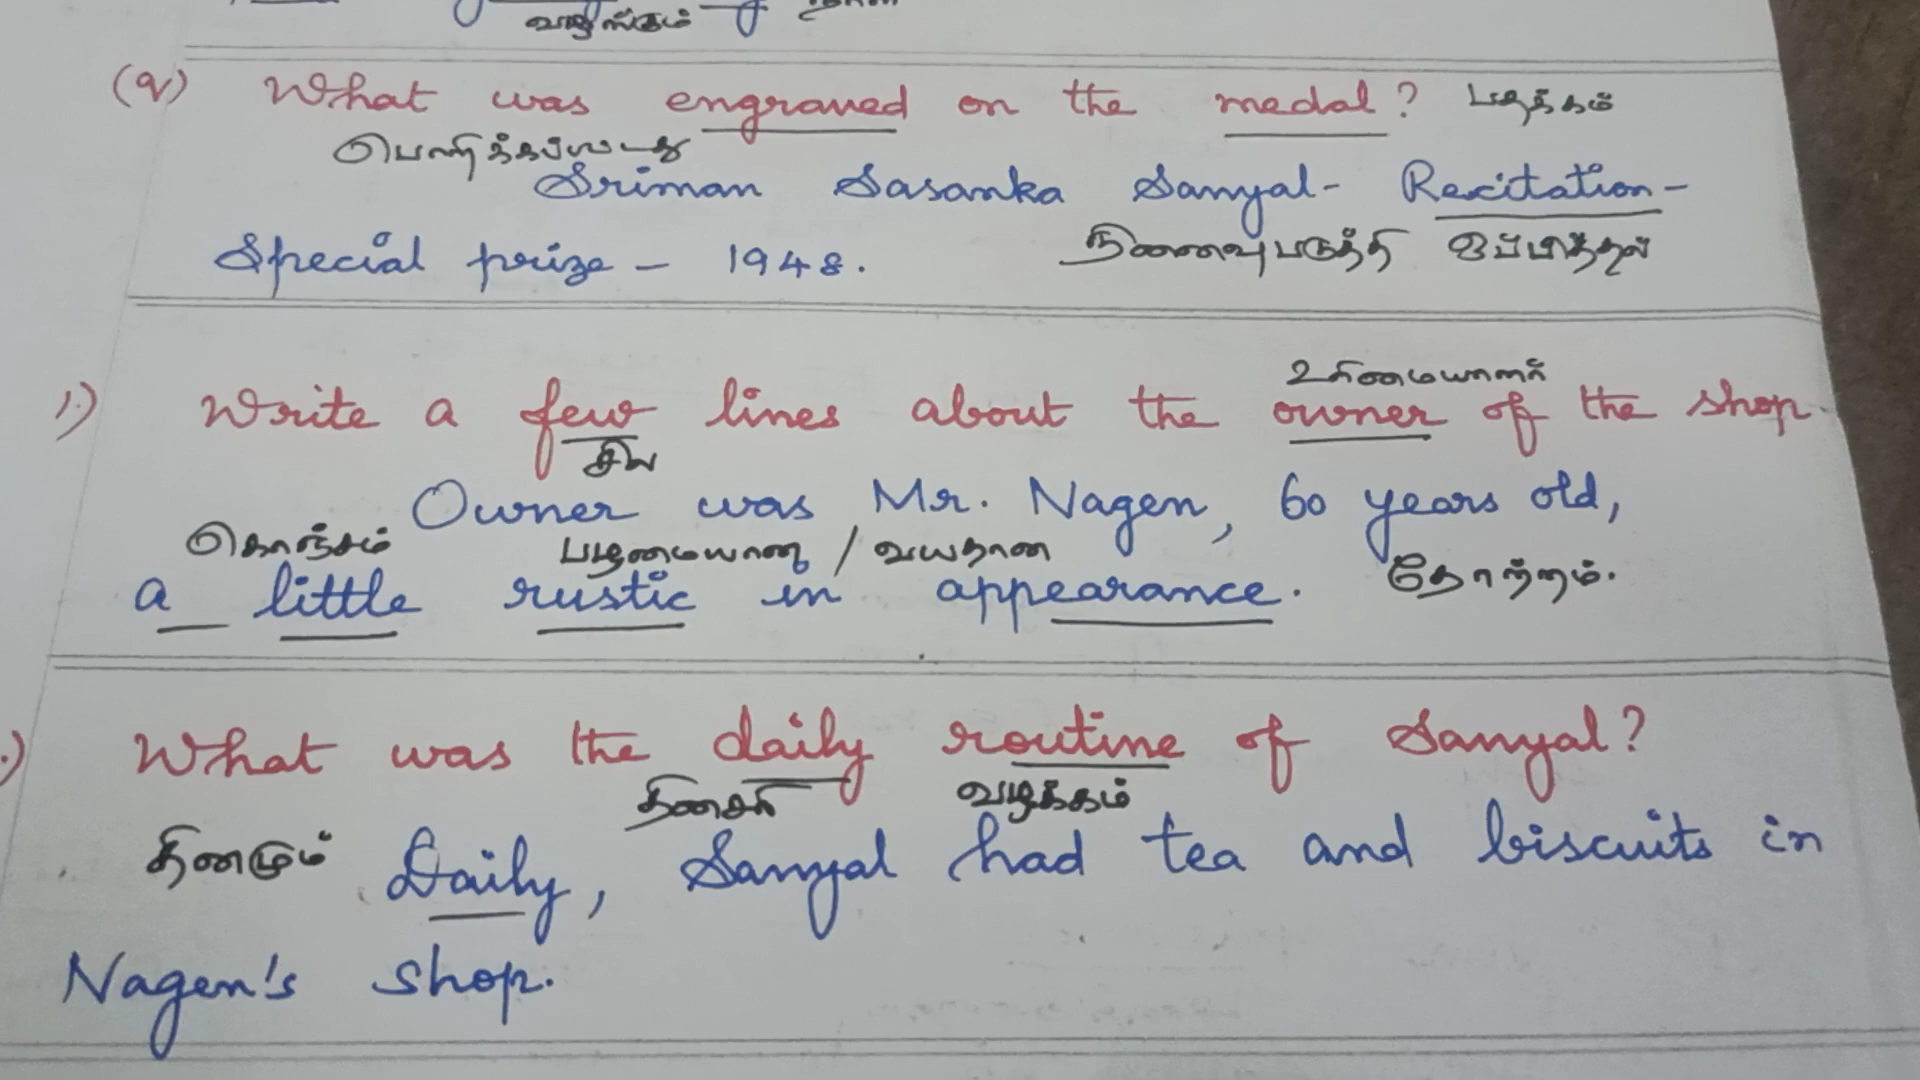 வழங்கும்
(v) What was engraved on the medal? பதக்கம்
பொறிக்கப்பட்டது
Sriman Sasanka Sanyal- Recitation-
Special prize - 1948. நினைவுபடுத்தி ஒப்பித்தல்
உரிமையாளர்
1.) Write a few lines about the owner of the shop.
சில
Owner was Mr. Nagen, 60 years old,
கொஞ்சம் பழமையான / வயதான தோற்றம்.
a little rustic in appearance.
What was the daily routine of Sanyal?
தினசரி வழக்கம்
தினமும் Daily, Sanyal had tea and biscuits in
Nagen's shop.